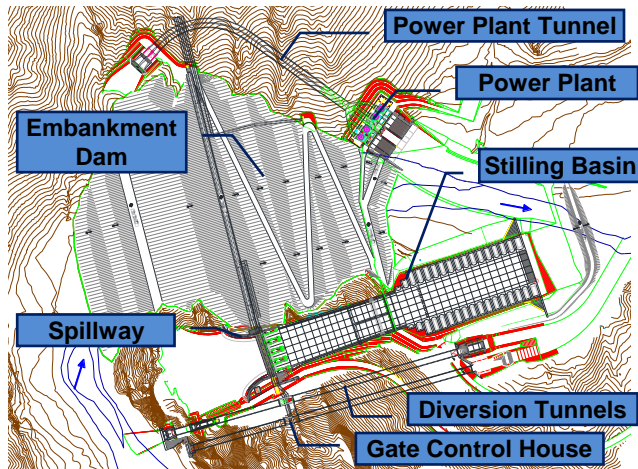 Power Plant Tunnel
Power Plant
Embankment
Dam
Stilling Basin
Spillway
Diversion Tunnels
Gate Control House